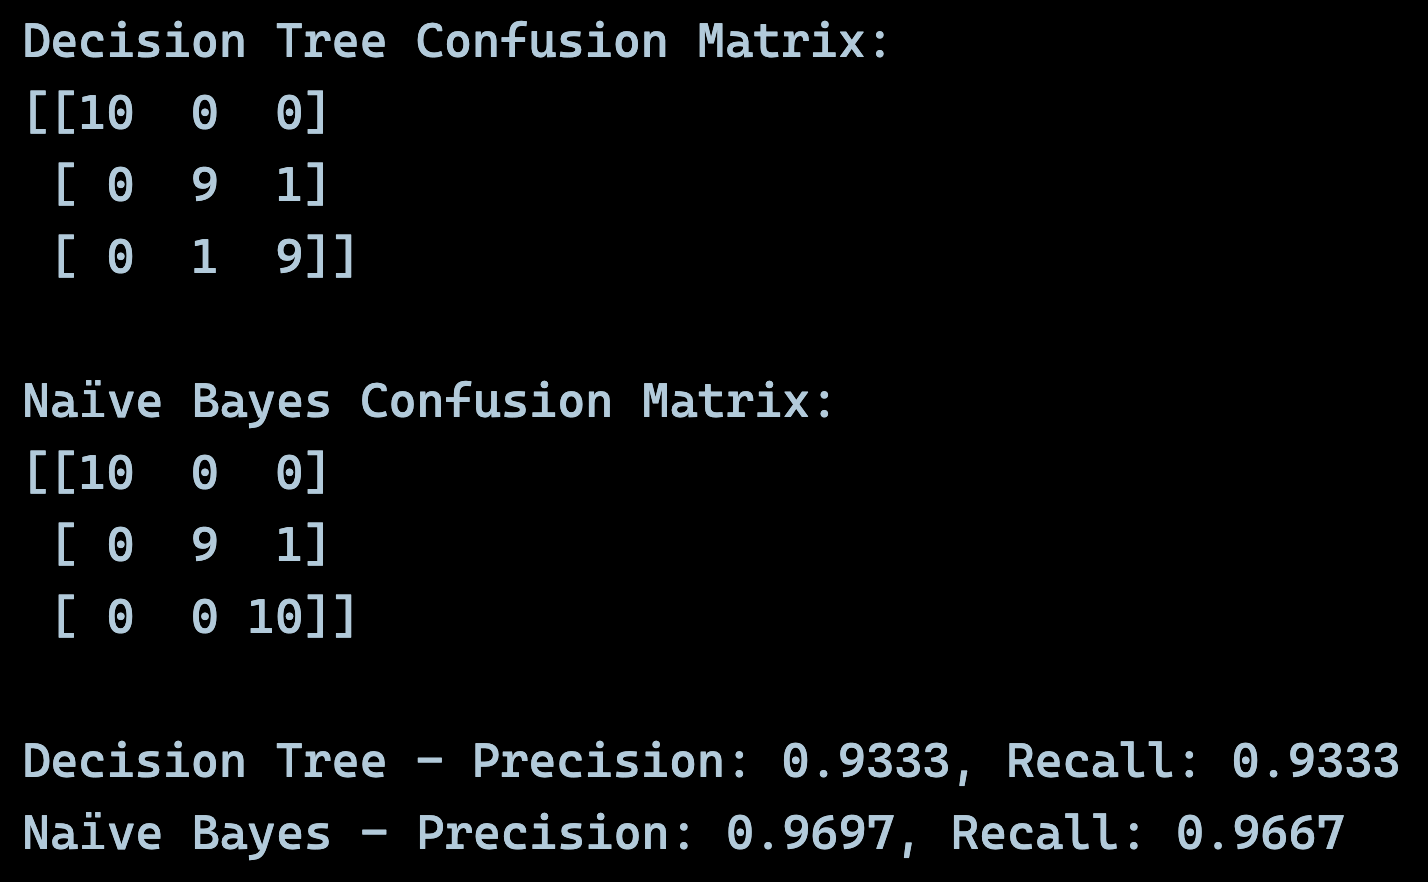 Decision Tree Confusion Matrix:
[[10  0  0]
 [ 0  9  1]
 [ 0  1  9]]
Naïve Bayes Confusion Matrix:
[[10  0  0]
 [ 0  9  1]
 [ 0  0 10]]
Decision Tree – Precision: 0.9333, Recall: 0.9333
Naïve Bayes – Precision: 0.9697, Recall: 0.9667